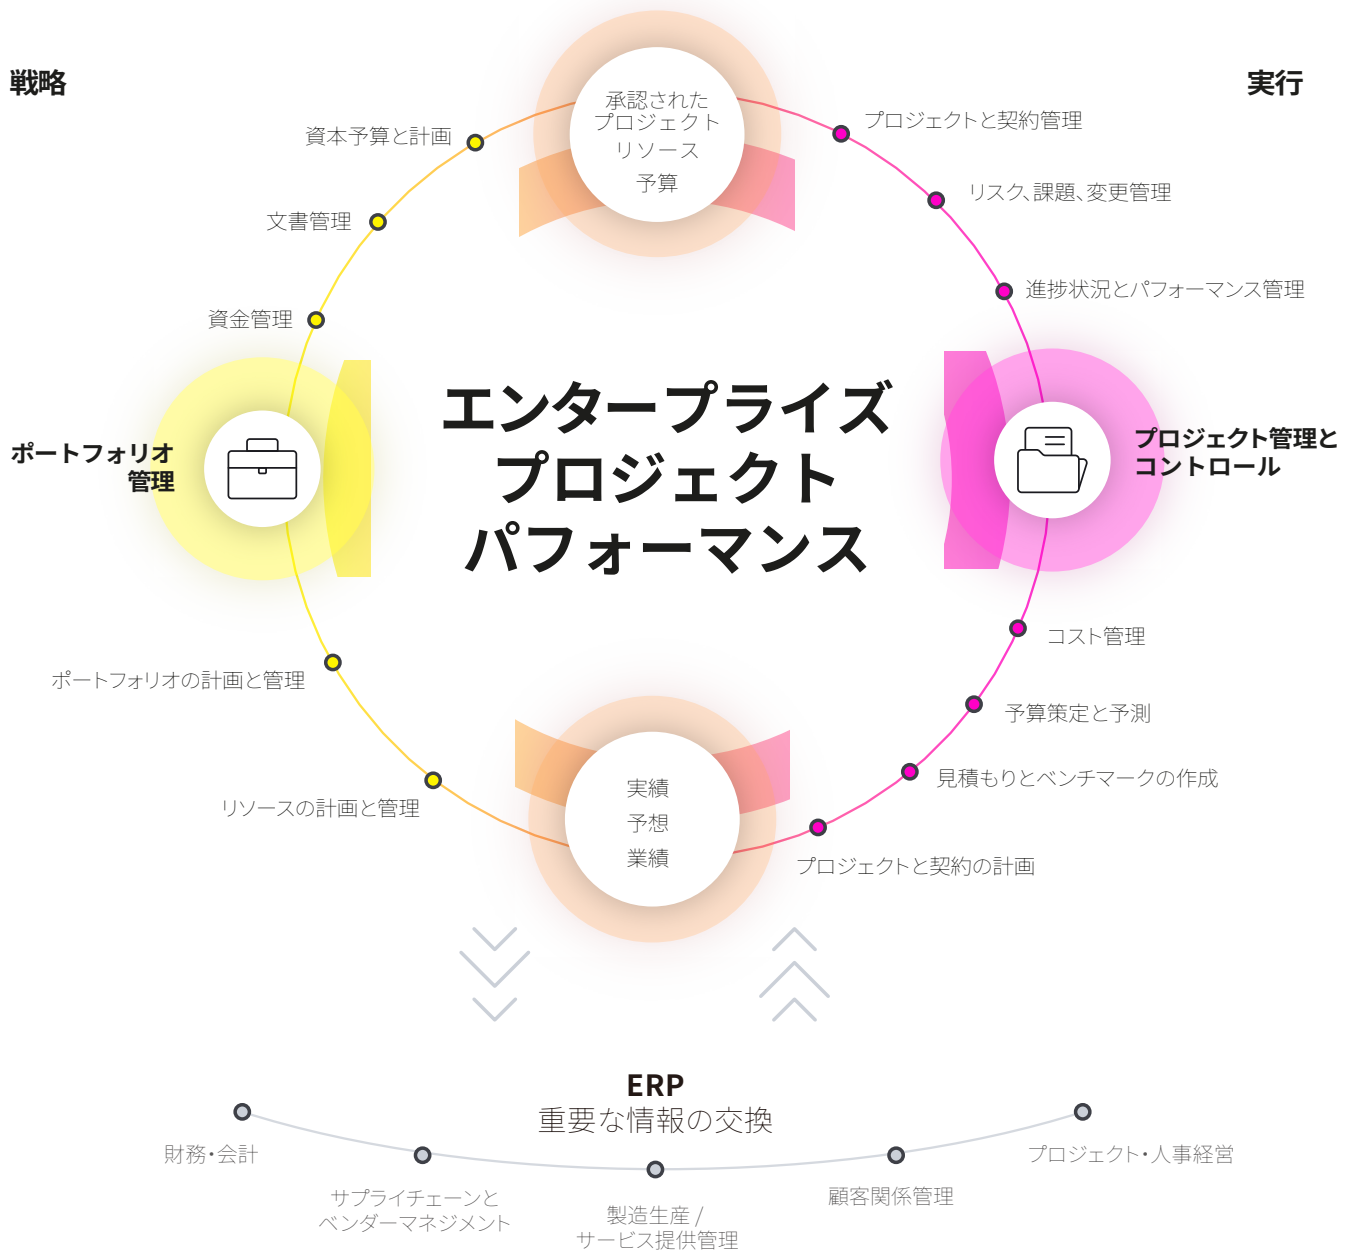 戦略
実行
承認された
プロジェクト
リソース
予算
資本予算と計画
文書管理
資金管理
プロジェクトと契約管理
リスク、課題、変更管理
進捗状況とパフォーマンス管理
ポートフォリオ
管理
エンタープライズ
プロジェクト
パフォーマンス
プロジェクト管理と
コントロール
ポートフォリオの計画と管理
リソースの計画と管理
コスト管理
予算策定と予測
見積もりとベンチマークの作成
プロジェクトと契約の計画
実績
予想
業績
ERP
重要な情報の交換
財務・会計
サプライチェーンと
ベンダーマネジメント
製造生産 /
サービス提供管理
顧客関係管理
プロジェクト・人事経営